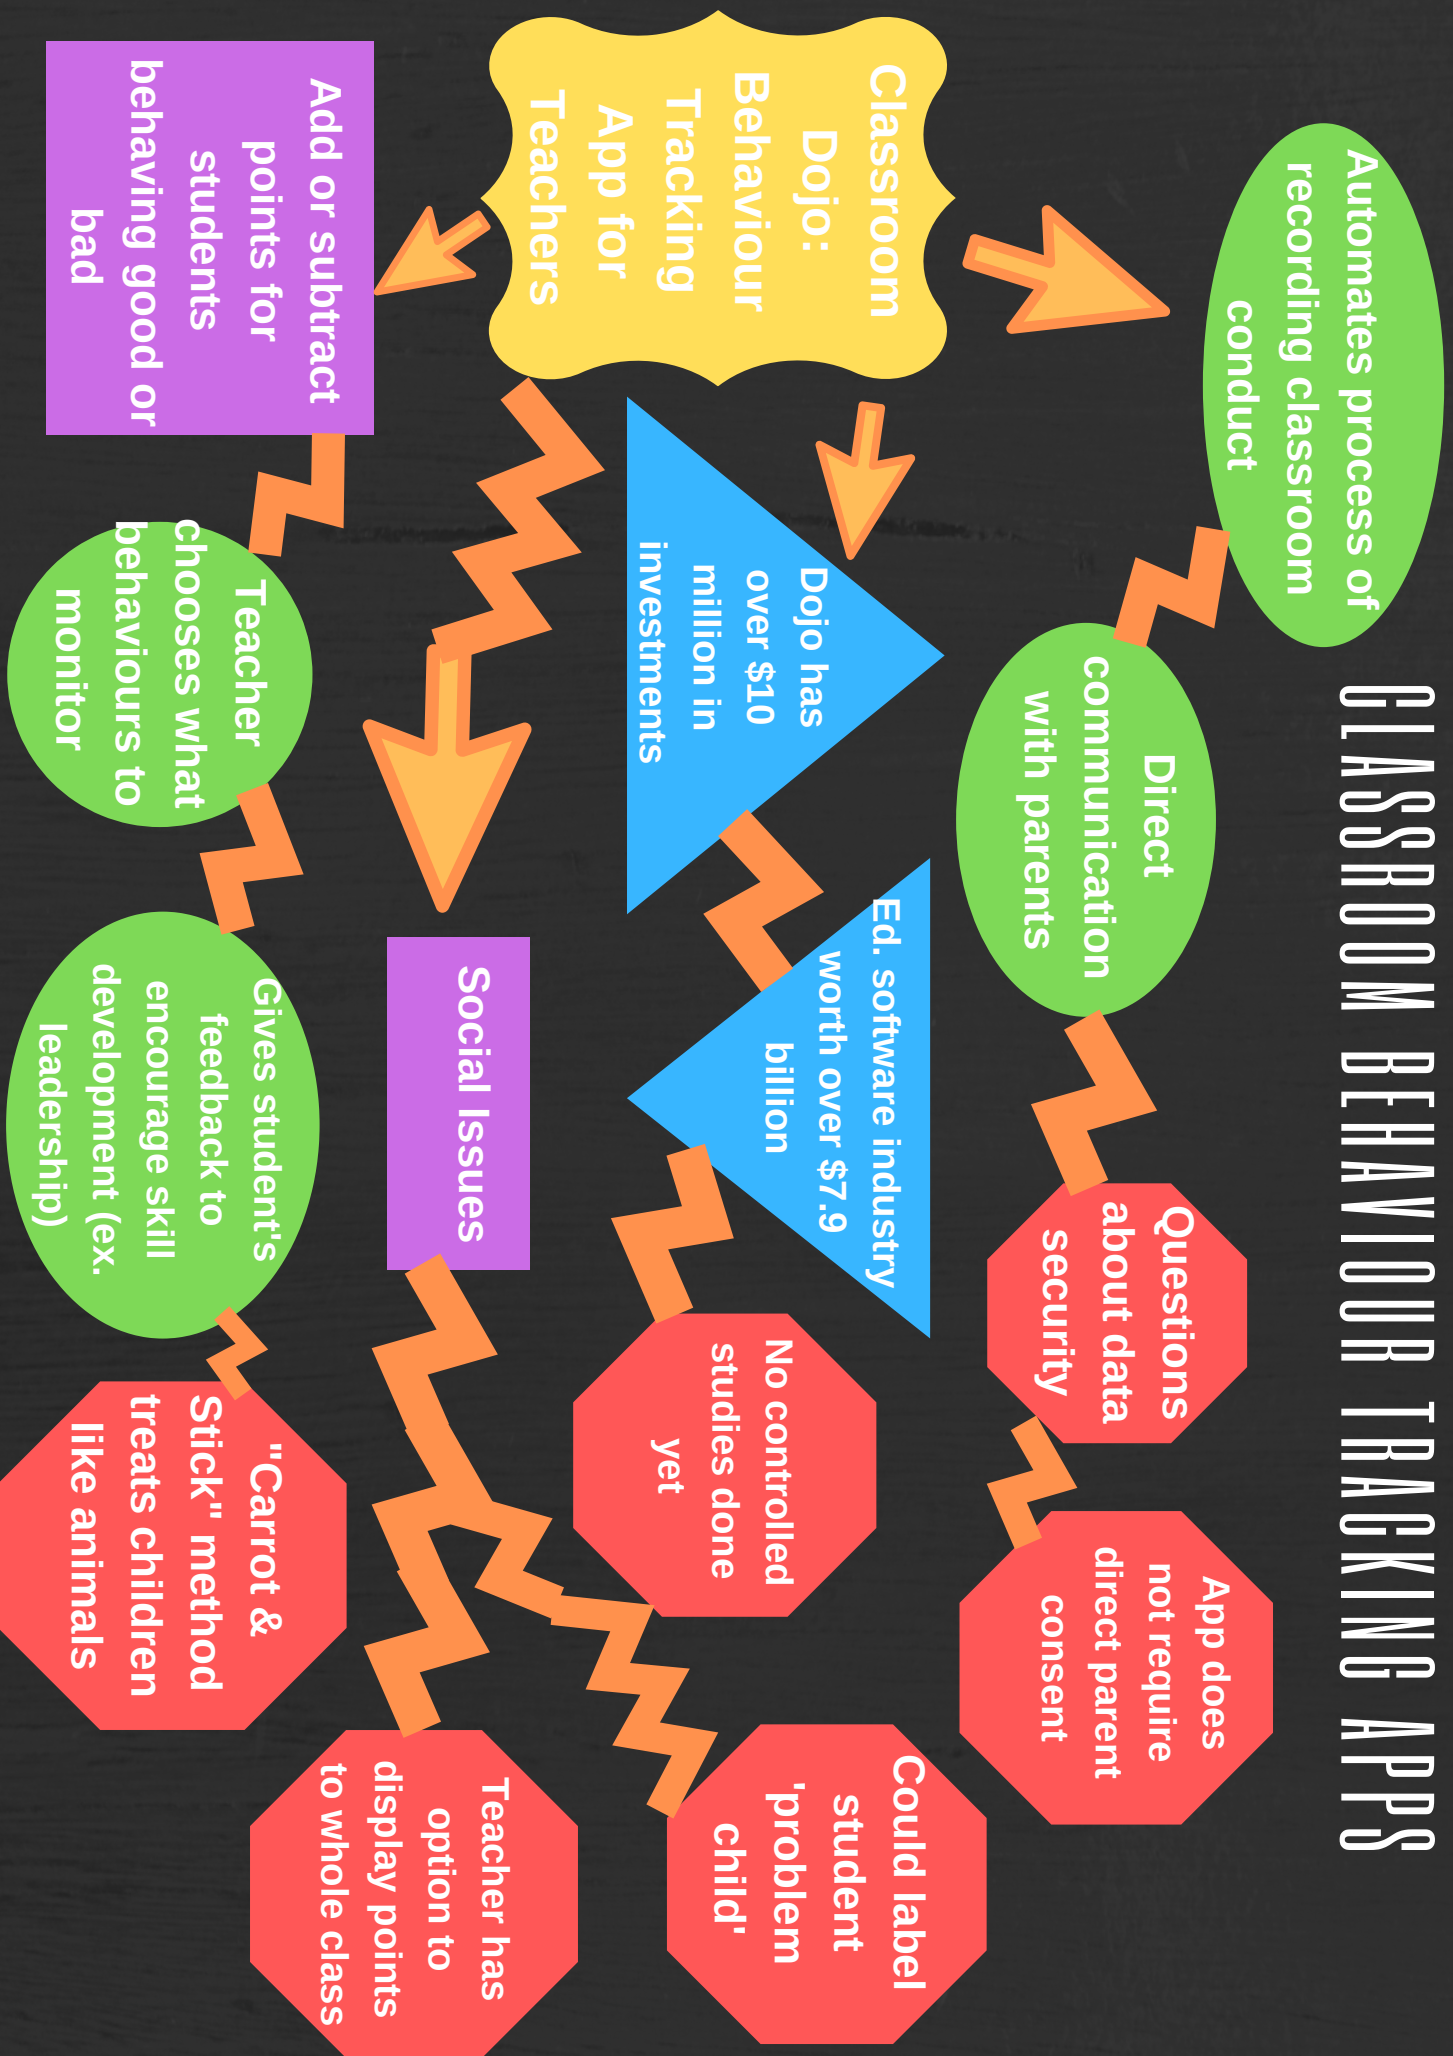 CLASSROOM BEHAVIOUR TRACKING APPS
Automates process of
recording classroom
conduct
Direct
communication
with parents
Questions
about data
security
App does
not require
direct parent
consent
Classroom
Dojo:
Behaviour
Tracking
App for
Teachers
Dojo has
over $10
million in
investments
Ed. software industry
worth over $7.9
billion
No controlled
studies done
yet
Could label
student
'problem
child'
Social Issues
Teacher has
option to
display points
to whole class
Add or subtract
points for
students
behaving good or
bad
Teacher
chooses what
behaviours to
monitor
Gives student's
feedback to
encourage skill
development (ex.
leadership)
"Carrot &
Stick" method
treats children
like animals